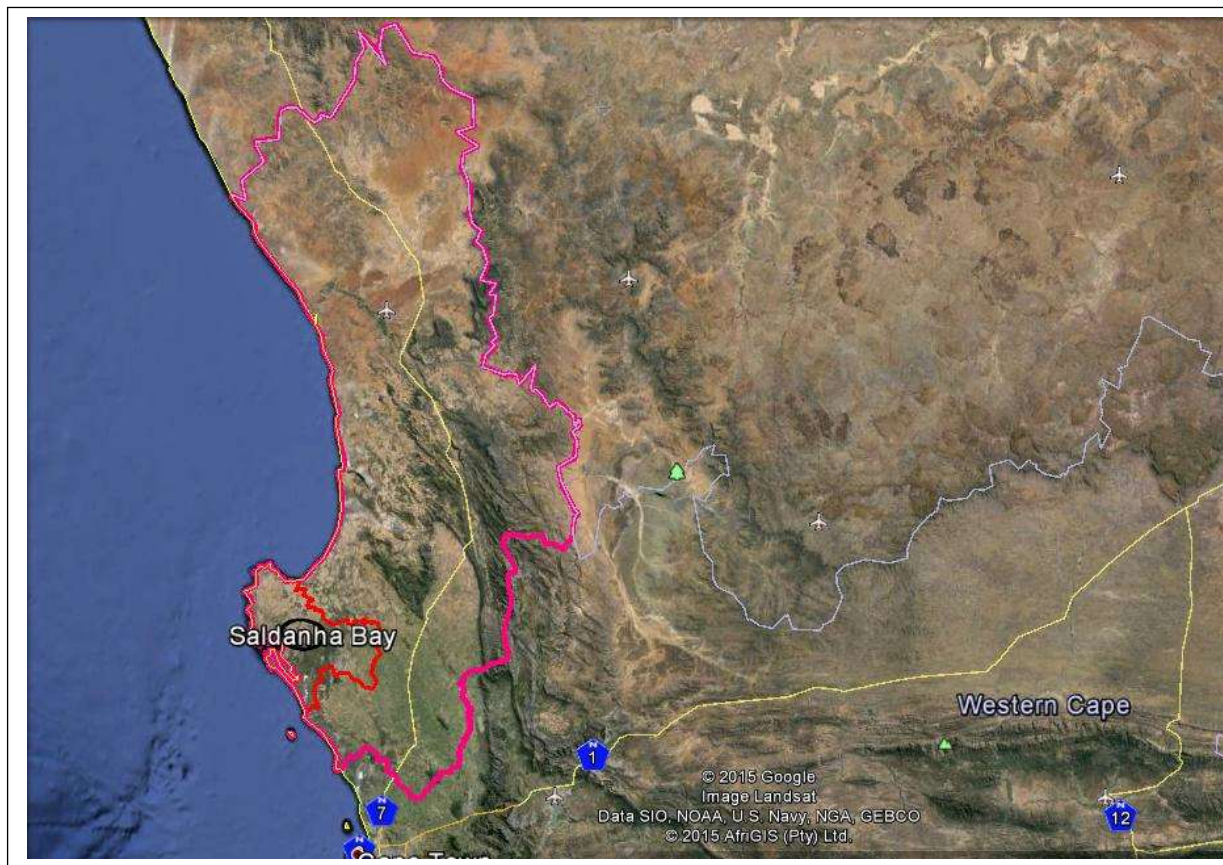 Saldanha Bay
Western Cape
N
1
© 2015 Google
Image Landsat
Data SIO, NOAA, U.S. Navy, NGA, GEBCO
© 2015 AfriGIS (Pty) Ltd.
N
7
N
12
N
Cape Town